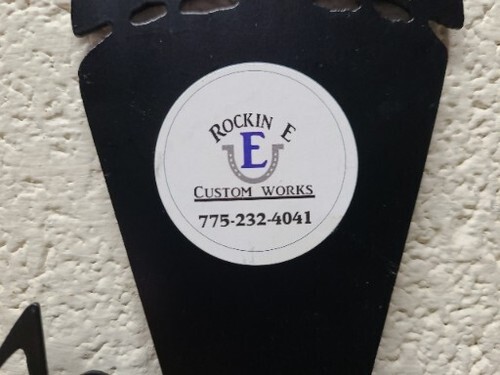 ROCKIN E
E
CUSTOM WORKS
775-232-4041